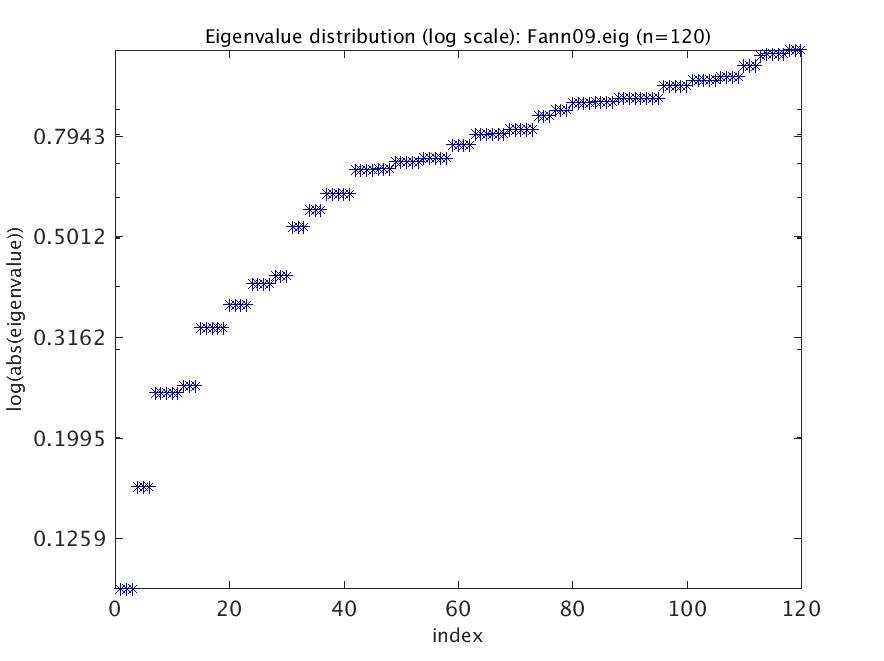 Eigenvalue distribution (log scale): Fann09.eig (n=120)
log(abs(eigenvalue))
0.7943
0.5012
0.3162
0.1995
0.1259
0 20 40 60 80 100 120
index